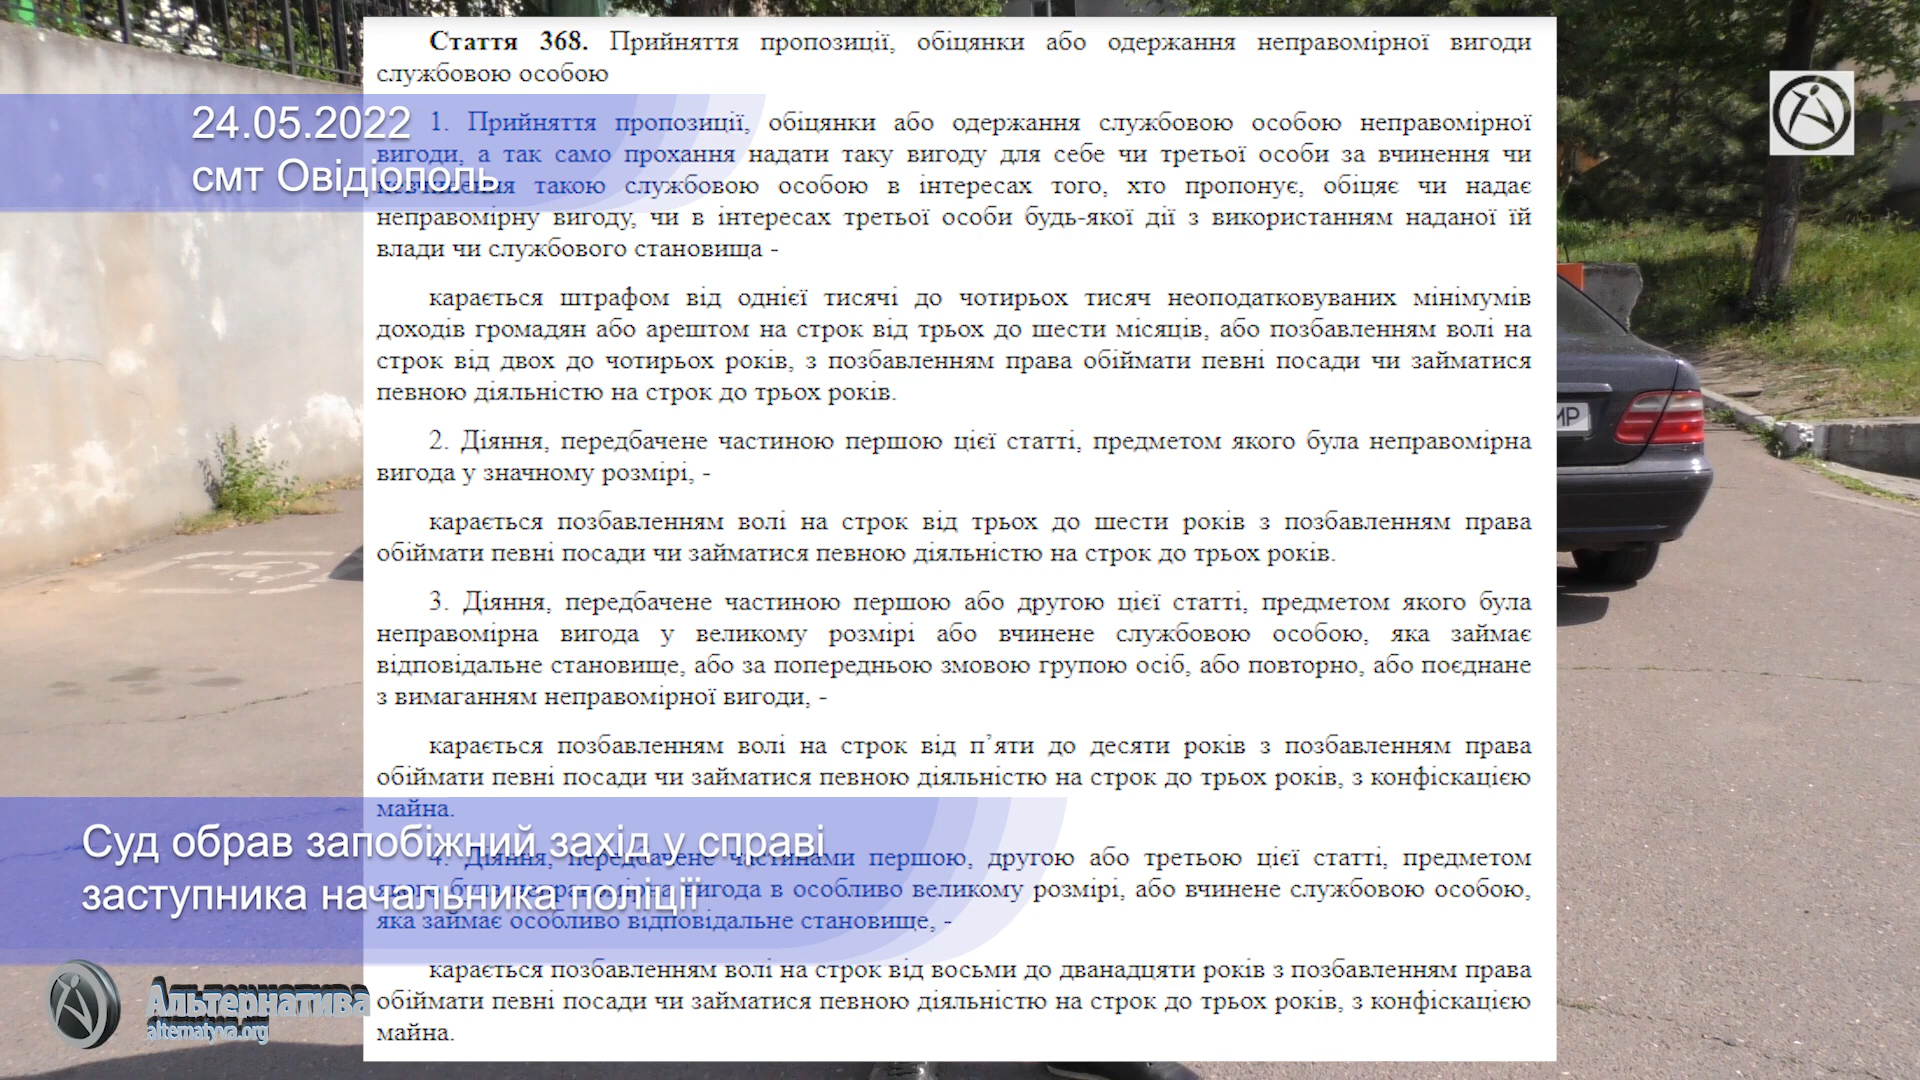 Стаття 368. Прийняття пропозиції, обіцянки або одержання неправомірної вигоди
службовою особою
24.05.2022
смт Овідіополь
1. Прийняття пропозиції, обіцянки або одержання службовою особою неправомірної
вигоди, а так само прохання надати таку вигоду для себе чи третьої особи за вчинення чи
такою службовою особою в інтересах того, хто пропонує, обіцяє чи надає
неправомірну вигоду, чи в інтересах третьої особи будь-якої дії з використанням наданої їй
влади чи службового становища -
карається штрафом від однієї тисячі до чотирьох тисяч неоподатковуваних мінімумів
доходів громадян або арештом на строк від трьох до шести місяців, або позбавленням волі на
строк від двох до чотирьох років, з позбавленням права обіймати певні посади чи займатися
певною діяльністю на строк до трьох років.
MP
2. Діяння, передбачене частиною першою цієї статті, предметом якого була неправомірна
вигода у значному розмірі, -
карається позбавленням волі на строк від трьох до шести років з позбавленням права
обіймати певні посади чи займатися певною діяльністю на строк до трьох років.
3. Діяння, передбачене частиною першою або другою цієї статті, предметом якого була
неправомірна вигода у великому розмірі або вчинене службовою особою, яка займає
відповідальне становище, або за попередньою змовою групою осіб, або повторно, або поєднане
з вимаганням неправомірної вигоди, -
карається позбавленням волі на строк від п’яти до десяти років з позбавленням права
обіймати певні посади чи займатися певною діяльністю на строк до трьох років, з конфіскацією
майна.
Суд обрав запобіжний захід у справі
заступника начальника поліції
4. Діяння, передбачене частинами першою, другою або третьою цієї статті, предметом
якого була неправомірна вигода в особливо великому розмірі, або вчинене службовою особою,
яка займає особливо відповідальне становище, -
карається позбавленням волі на строк від восьми до дванадцяти років з позбавленням права
обіймати певні посади чи займатися певною діяльністю на строк до трьох років, з конфіскацією
майна.
Альтернатива
alternatyva.org